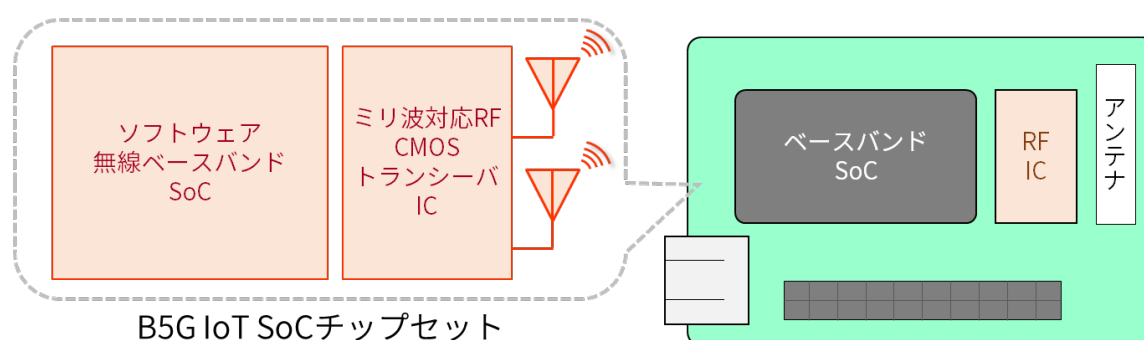 ソフトウェア
無線ベースバンド
SoC
ミリ波対応RF
CMOS
トランシーバ
IC
B5G IoT SoCチップセット
ベースバンド
SoC
RF
IC
アンテナ